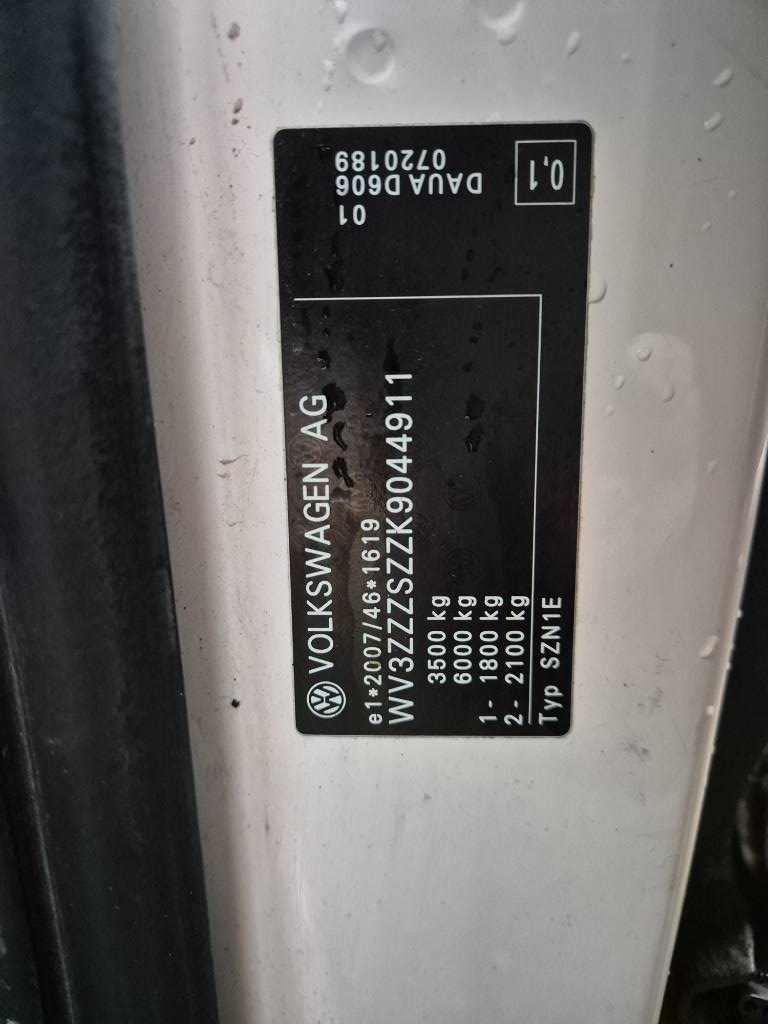 VOLKSWAGEN AG
e1*2007/46*1619
WV3ZZZSZZK9044911
3500 kg
6000 kg
1- 1800 kg
2- 2100 kg
Typ SZN1E
01
DAUA D606
0720189
0,1